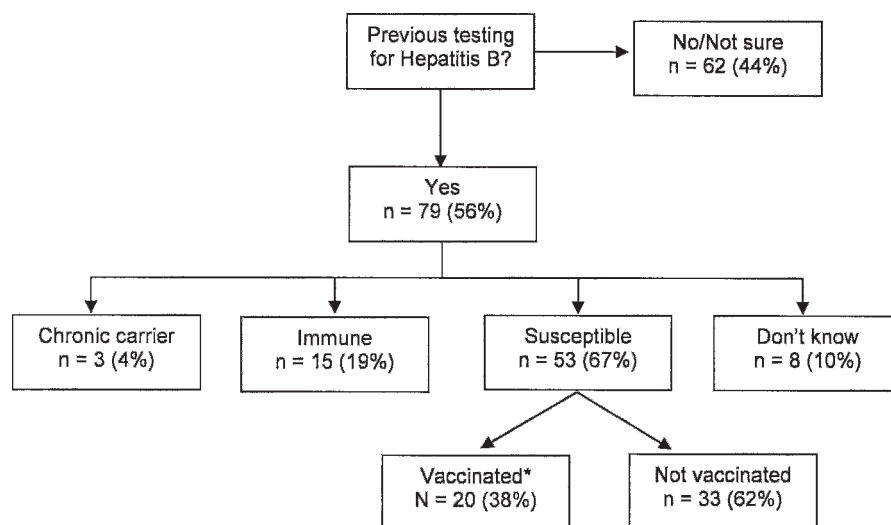 Previous testing
for Hepatitis B?
No/Not sure
n = 62 (44%)
Yes
n = 79 (56%)
Chronic carrier
n = 3 (4%)
Immune
n = 15 (19%)
Susceptible
n = 53 (67%)
Don't know
n = 8 (10%)
Vaccinated*
N = 20 (38%)
Not vaccinated
n = 33 (62%)